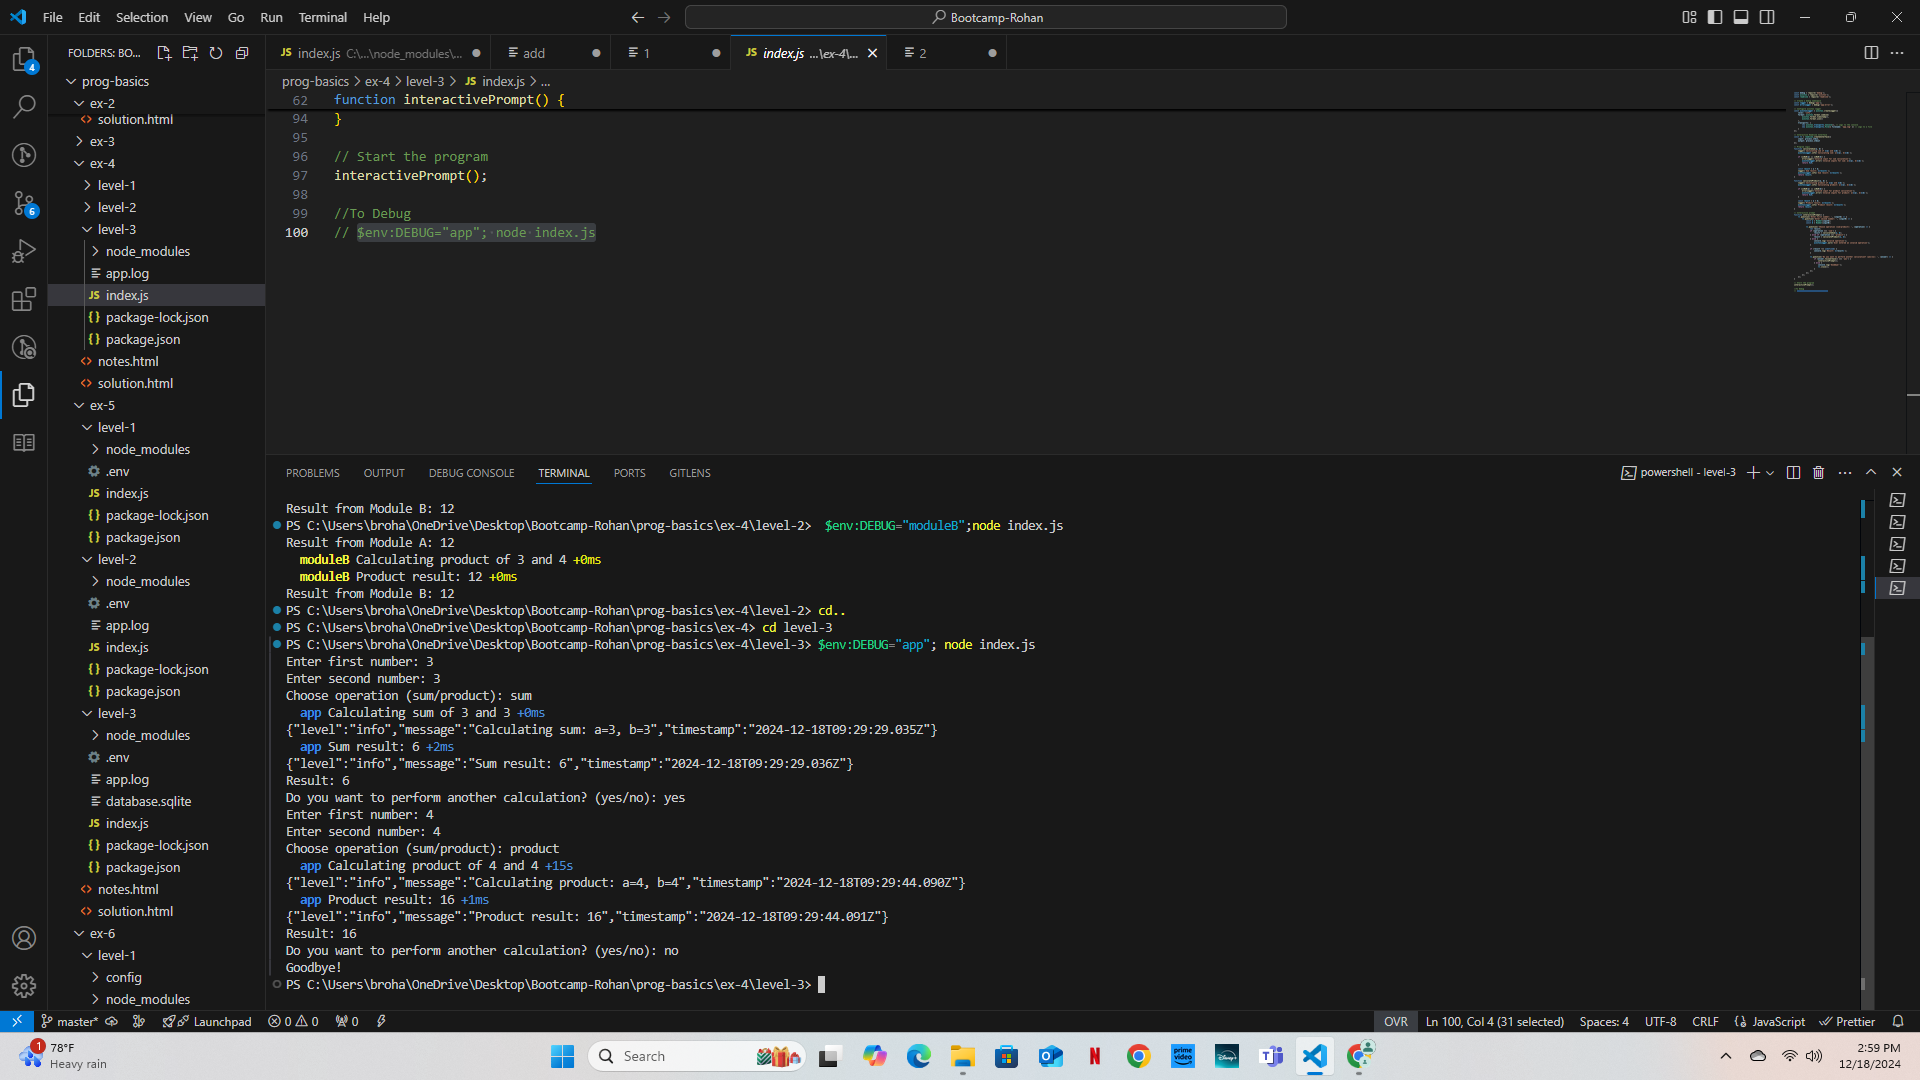 File Edit Selection View Go Run Terminal Help
Bootcamp-Rohan
FOLDERS: BO...
prog-basics
ex-2
solution.html
ex-3
ex-4
level-1
level-2
level-3
node_modules
app.log
JS index.js
{} package-lock.json
{} package.json
<> notes.html
<> solution.html
ex-5
level-1
node_modules
.env
JS index.js
{} package-lock.json
{} package.json
level-2
node_modules
.env
app.log
JS index.js
{} package-lock.json
{} package.json
level-3
node_modules
.env
app.log
database.sqlite
JS index.js
{} package-lock.json
{} package.json
<> notes.html
<> solution.html
ex-6
level-1
config
node_modules
4
6
JS index.js C:\...\node_modules\...
add
1
JS index.js ...\ex-4\...
2
prog-basics > ex-4 > level-3 > JS index.js > ...
62 function interactivePrompt() {
94 }
95
96 // Start the program
97 interactivePrompt();
98
99 //To Debug
100 // $env:DEBUG="app"; node index.js
PROBLEMS OUTPUT DEBUG CONSOLE TERMINAL PORTS GITLENS
powershell - level-3
Result from Module B: 12
PS C:\Users\broha\OneDrive\Desktop\Bootcamp-Rohan\prog-basics\ex-4\level-2>  $env:DEBUG="moduleB";node index.js
Result from Module A: 12
moduleB Calculating product of 3 and 4 +0ms
moduleB Product result: 12 +0ms
Result from Module B: 12
PS C:\Users\broha\OneDrive\Desktop\Bootcamp-Rohan\prog-basics\ex-4\level-2> cd..
PS C:\Users\broha\OneDrive\Desktop\Bootcamp-Rohan\prog-basics\ex-4> cd level-3
PS C:\Users\broha\OneDrive\Desktop\Bootcamp-Rohan\prog-basics\ex-4\level-3> $env:DEBUG="app"; node index.js
Enter first number: 3
Enter second number: 3
Choose operation (sum/product): sum
app Calculating sum of 3 and 3 +0ms
{"level":"info","message":"Calculating sum: a=3, b=3","timestamp":"2024-12-18T09:29:29.035Z"}
app Sum result: 6 +2ms
{"level":"info","message":"Sum result: 6","timestamp":"2024-12-18T09:29:29.036Z"}
Result: 6
Do you want to perform another calculation? (yes/no): yes
Enter first number: 4
Enter second number: 4
Choose operation (sum/product): product
app Calculating product of 4 and 4 +15s
{"level":"info","message":"Calculating product: a=4, b=4","timestamp":"2024-12-18T09:29:44.090Z"}
app Product result: 16 +1ms
{"level":"info","message":"Product result: 16","timestamp":"2024-12-18T09:29:44.091Z"}
Result: 16
Do you want to perform another calculation? (yes/no): no
Goodbye!
PS C:\Users\broha\OneDrive\Desktop\Bootcamp-Rohan\prog-basics\ex-4\level-3>
master* Launchpad 0 0 0
OVR Ln 100, Col 4 (31 selected) Spaces: 4 UTF-8 CRLF {} JavaScript Prettier
1
78°F
Heavy rain
Search
prime video
Disney+
2:59 PM
12/18/2024